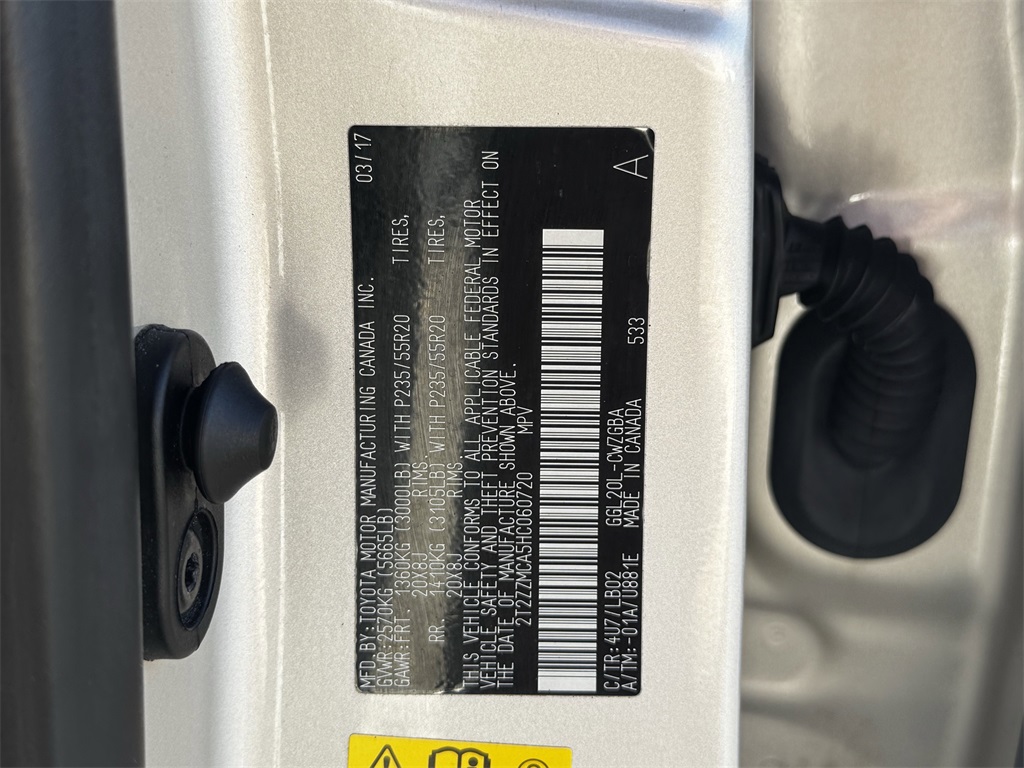 MFD.BY:TOYOTA MOTOR MANUFACTURING CANADA INC. 03/17
GVWR:2570KG(5665LB)
GAWR:FRT. 1360KG (3000LB) WITH P235/55R20 TIRES,
20X8J RIMS.
RR. 1410KG (3105LB) WITH P235/55R20 TIRES,
20X8J RIMS.
THIS VEHICLE CONFORMS TO ALL APPLICABLE FEDERAL MOTOR
VEHICLE SAFETY AND THEFT PREVENTION STANDARDS IN EFFECT ON
THE DATE OF MANUFACTURE SHOWN ABOVE.
2T2ZZMCA5HC060720 MPV
C/TR:4U7/LB02 GGL20L-CWZGBA
A/TM:-01A/U881E MADE IN CANADA 533 A